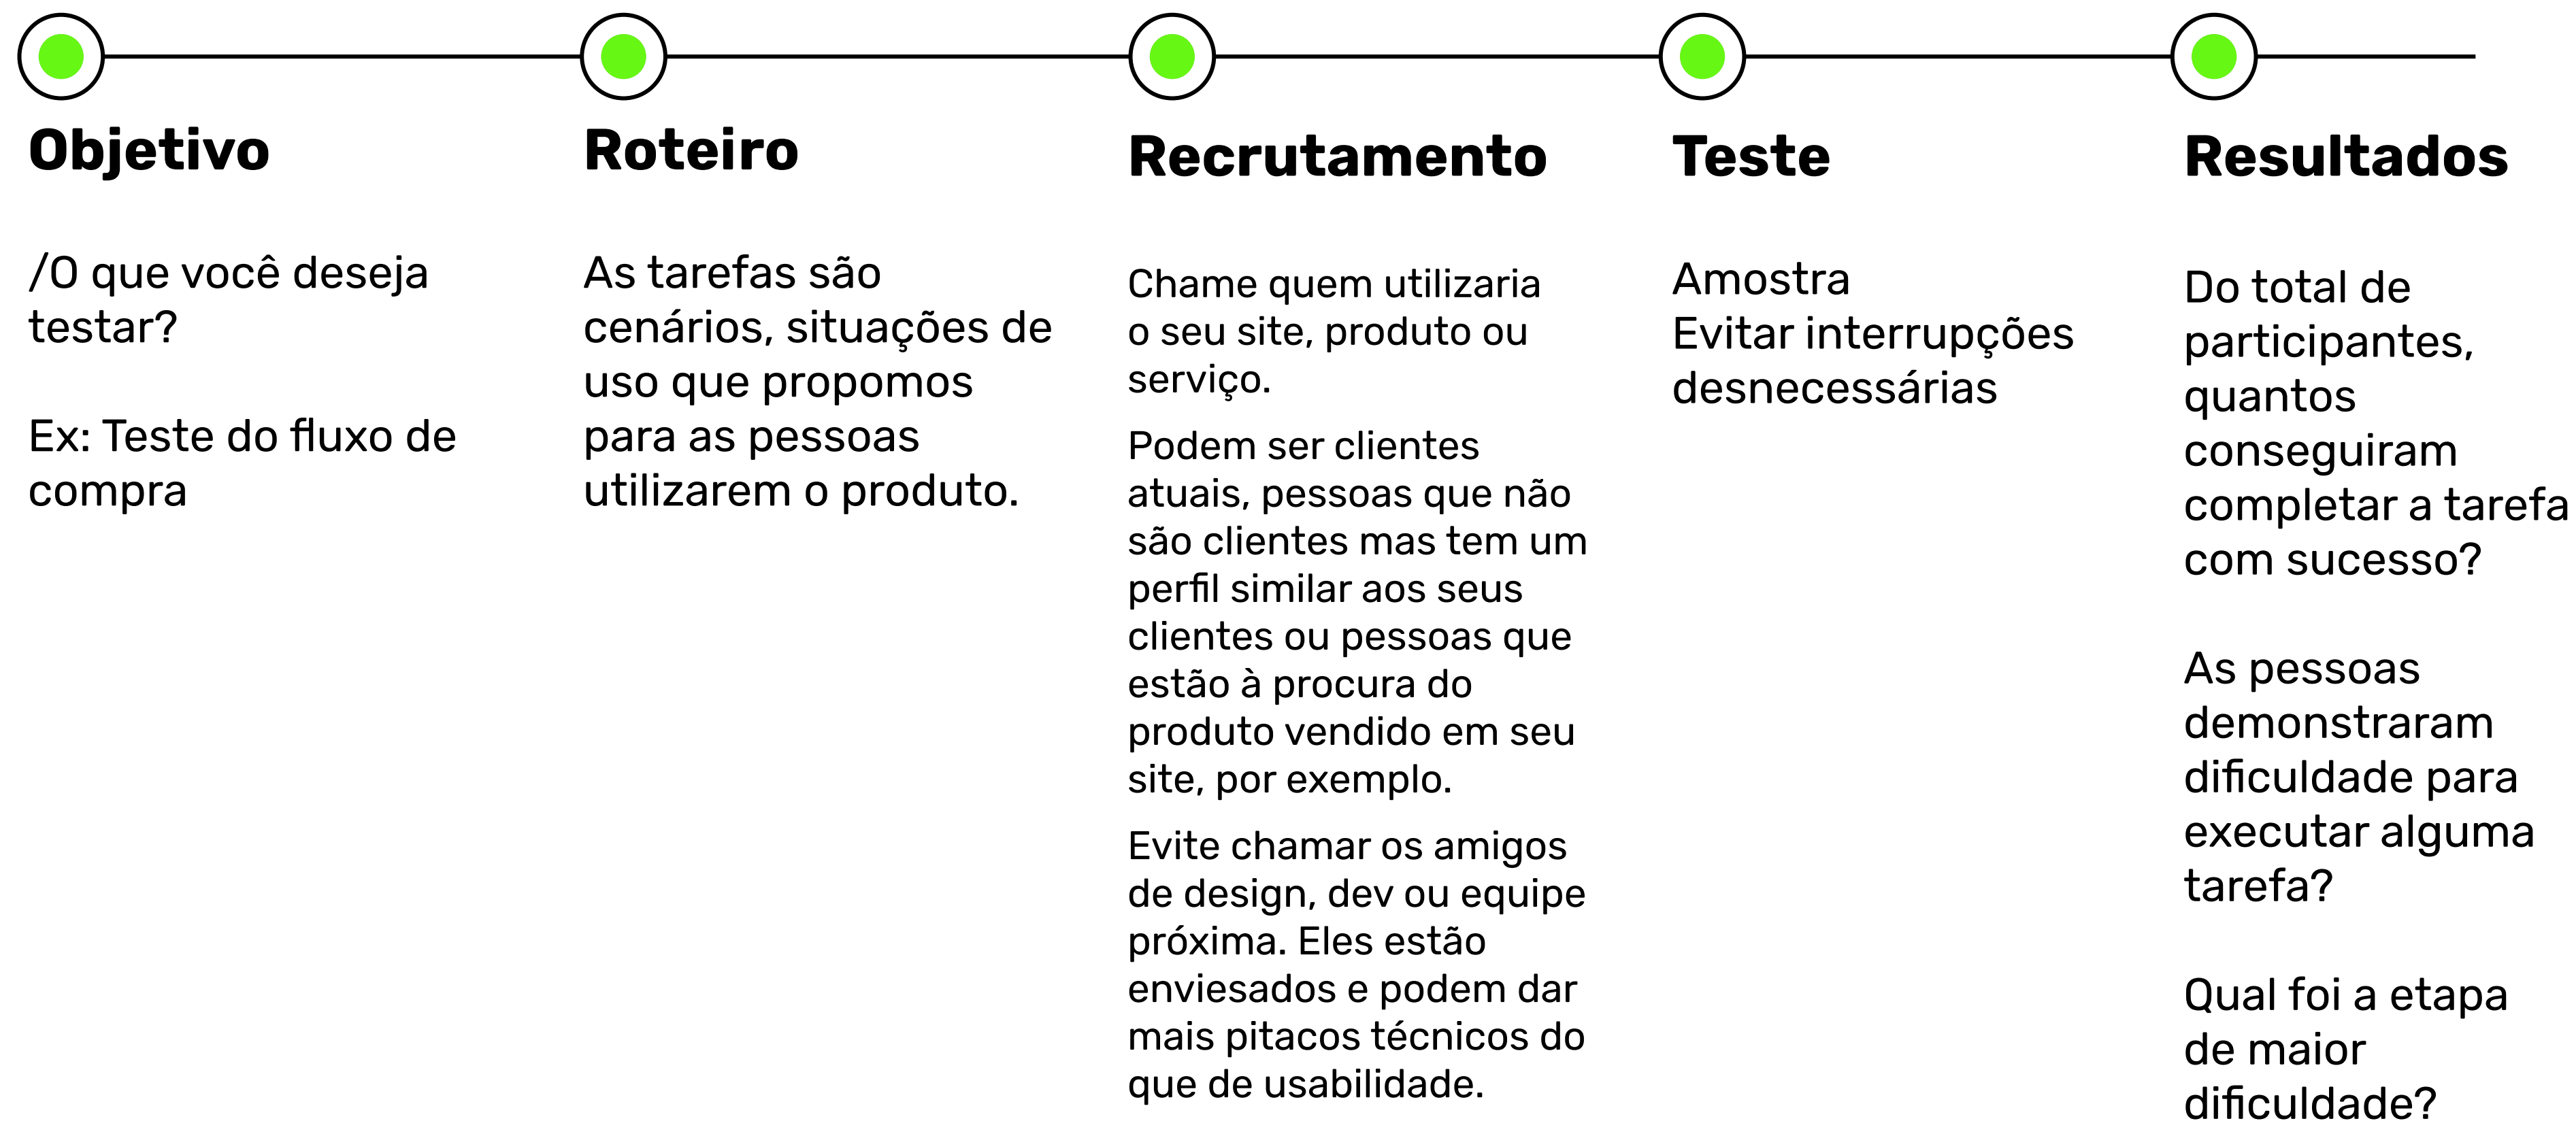 Objetivo
/O que você deseja
testar?
Ex: Teste do fluxo de
compra
Roteiro
As tarefas são
cenários, situações de
uso que propomos
para as pessoas
utilizarem o produto.
Recrutamento
Chame quem utilizaria
o seu site, produto ou
serviço.
Podem ser clientes
atuais, pessoas que não
são clientes mas tem um
perfil similar aos seus
clientes ou pessoas que
estão à procura do
produto vendido em seu
site, por exemplo.
Evite chamar os amigos
de design, dev ou equipe
próxima. Eles estão
enviesados e podem dar
mais pitacos técnicos do
que de usabilidade.
Teste
Amostra
Evitar interrupções
desnecessárias
Resultados
Do total de
participantes,
quantos
conseguiram
completar a tarefa
com sucesso?
As pessoas
demonstraram
dificuldade para
executar alguma
tarefa?
Qual foi a etapa
de maior
dificuldade?